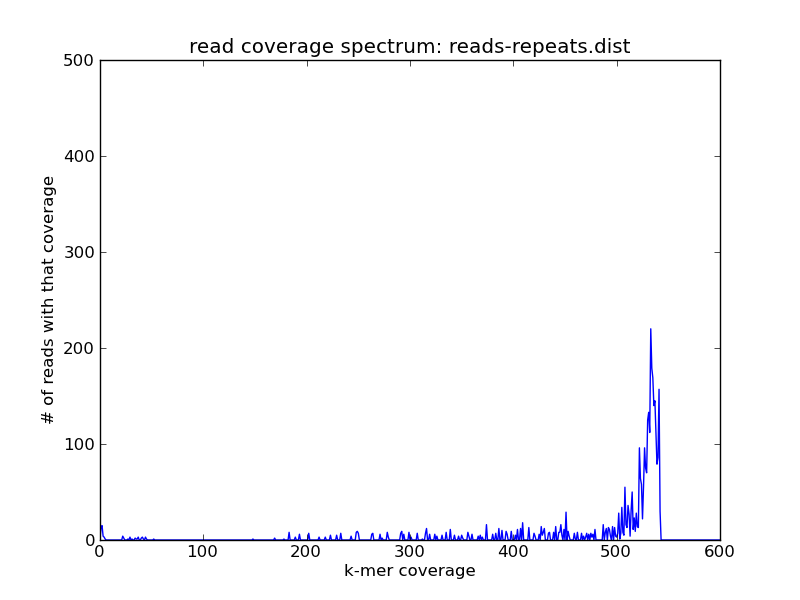 read coverage spectrum: reads-repeats.dist
500
400
300
200
100
0
0 100 200 300 400 500 600
k-mer coverage
# of reads with that coverage